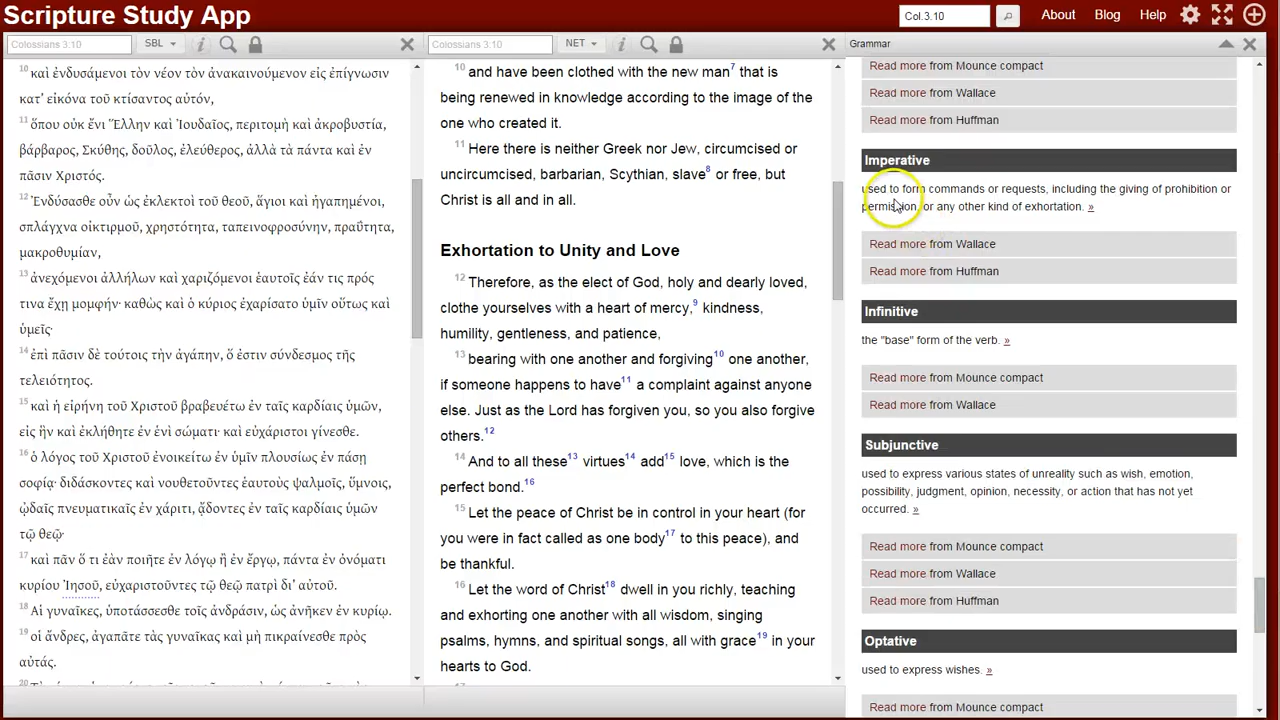 Scripture Study App
Col.3.10
About
Blog
Help
Colossians 3.10
SBL
Colossians 3.10
NET
Grammar
10 καὶ ἐνδυσάμενοι τὸν νέον τὸν ἀνακαινούμενον εἰς ἐπίγνωσιν
κατ’ εἰκόνα τοῦ κτίσαντος αὐτόν,
11 ὅπου οὐκ ἔνι Ἕλλην καὶ Ἰουδαῖος, περιτομὴ καὶ ἀκροβυστία,
βάρβαρος, Σκύθης, δοῦλος, ἐλεύθερος, ἀλλὰ τὰ πάντα καὶ ἐν
πᾶσιν Χριστός.
12 Ἐνδύσασθε οὖν ὡς ἐκλεκτοὶ τοῦ θεοῦ, ἅγιοι καὶ ἠγαπημένοι,
σπλάγχνα οἰκτιρμοῦ, χρηστότητα, ταπεινοφροσύνην, πραΰτητα,
μακροθυμίαν,
13 ἀνεχόμενοι ἀλλήλων καὶ χαριζόμενοι ἑαυτοῖς ἐάν τις πρός
τινα ἔχῃ μομφήν· καθὼς καὶ ὁ κύριος ἐχαρίσατο ὑμῖν οὕτως καὶ
ὑμεῖς·
14 ἐπὶ πᾶσιν δὲ τούτοις τὴν ἀγάπην, ὅ ἐστιν σύνδεσμος τῆς
τελειότητος.
15 καὶ ἡ εἰρήνη τοῦ Χριστοῦ βραβευέτω ἐν ταῖς καρδίαις ὑμῶν,
εἰς ἣν καὶ ἐκλήθητε ἐν ἑνὶ σώματι· καὶ εὐχάριστοι γίνεσθε.
16 ὁ λόγος τοῦ Χριστοῦ ἐνοικείτω ἐν ὑμῖν πλουσίως ἐν πάσῃ
σοφίᾳ· διδάσκοντες καὶ νουθετοῦντες ἑαυτοὺς ψαλμοῖς, ὕμνοις,
ᾠδαῖς πνευματικαῖς ἐν χάριτι, ᾄδοντες ἐν ταῖς καρδίαις ὑμῶν
τῷ θεῷ·
17 καὶ πᾶν ὅ τι ἐὰν ποιῆτε ἐν λόγῳ ἢ ἐν ἔργῳ, πάντα ἐν ὀνόματι
κυρίου Ἰησοῦ, εὐχαριστοῦντες τῷ θεῷ πατρὶ δι’ αὐτοῦ.
18 Αἱ γυναῖκες, ὑποτάσσεσθε τοῖς ἀνδράσιν, ὡς ἀνῆκεν ἐν κυρίῳ.
19 οἱ ἄνδρες, ἀγαπᾶτε τὰς γυναῖκας καὶ μὴ πικραίνεσθε πρὸς
αὐτάς.
10 and have been clothed with the new man7 that is
being renewed in knowledge according to the image of the
one who created it.
11 Here there is neither Greek nor Jew, circumcised or
uncircumcised, barbarian, Scythian, slave8 or free, but
Christ is all and in all.
Exhortation to Unity and Love
12 Therefore, as the elect of God, holy and dearly loved,
clothe yourselves with a heart of mercy,9 kindness,
humility, gentleness, and patience,
13 bearing with one another and forgiving10 one another,
if someone happens to have11 a complaint against anyone
else. Just as the Lord has forgiven you, so you also forgive
others.12
14 And to all these13 virtues14 add15 love, which is the
perfect bond.16
15 Let the peace of Christ be in control in your heart (for
you were in fact called as one body17 to this peace), and
be thankful.
16 Let the word of Christ18 dwell in you richly, teaching
and exhorting one another with all wisdom, singing
psalms, hymns, and spiritual songs, all with grace19 in your
hearts to God.
Read more from Mounce compact
Read more from Wallace
Read more from Huffman
Imperative
used to form commands or requests, including the giving of prohibition or
permission, or any other kind of exhortation. »
Read more from Wallace
Read more from Huffman
Infinitive
the "base" form of the verb. »
Read more from Mounce compact
Read more from Wallace
Subjunctive
used to express various states of unreality such as wish, emotion,
possibility, judgment, opinion, necessity, or action that has not yet
occurred. »
Read more from Mounce compact
Read more from Wallace
Read more from Huffman
Optative
used to express wishes. »
Read more from Mounce compact